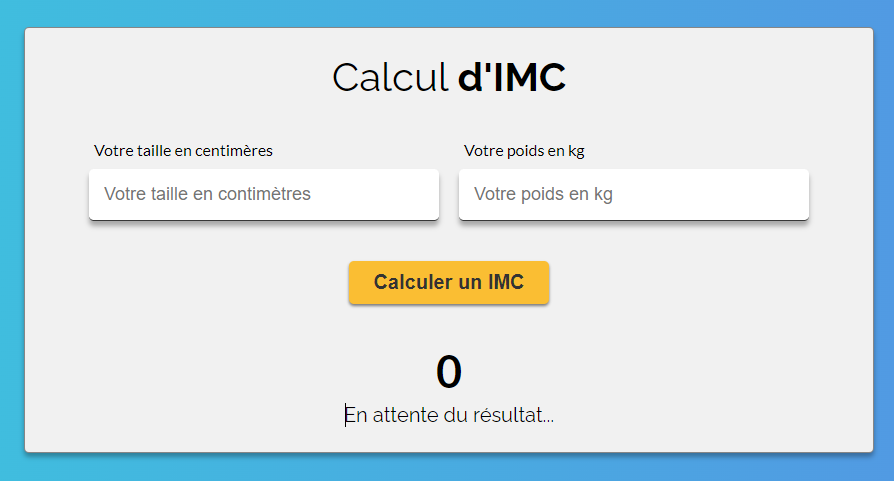 Calcul d'IMC
Votre taille en centimères
Votre poids en kg
Votre taille en contimètres
Votre poids en kg
Calculer un IMC
0
En attente du résultat...